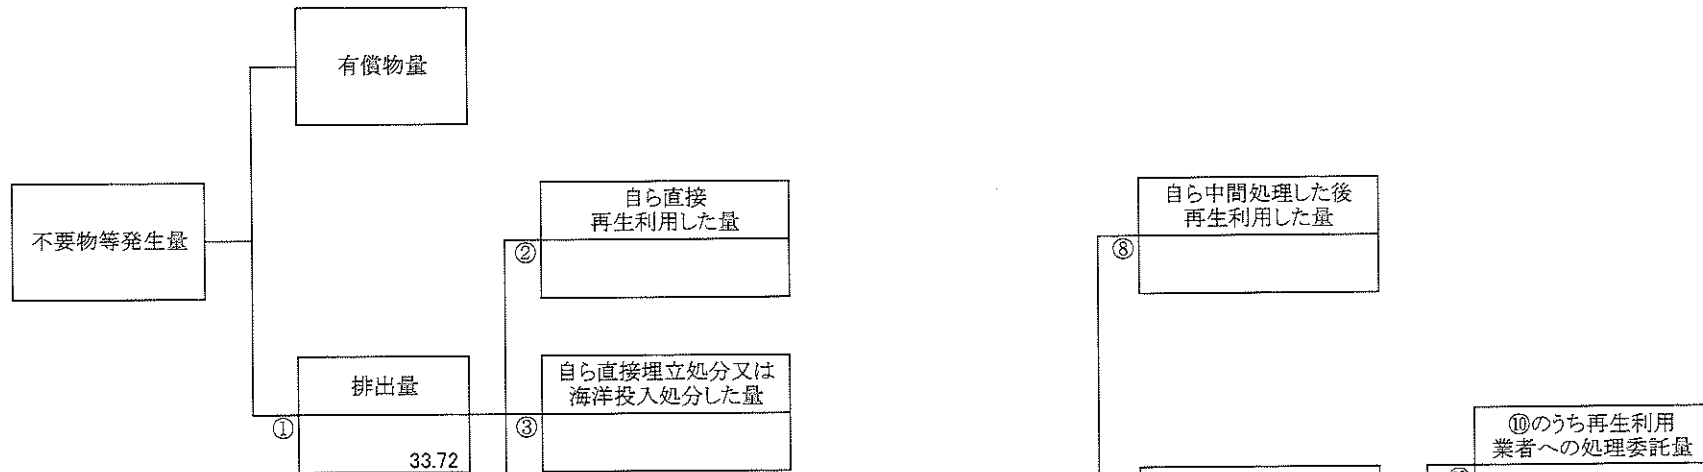 有償物量
不要物等発生量
自ら直接
再生利用した量
②
自ら中間処理した後
再生利用した量
⑧
排出量
①
33.72
自ら直接埋立処分又は
海洋投入処分した量
③
⑩のうち再生利用
業者への処理委託量